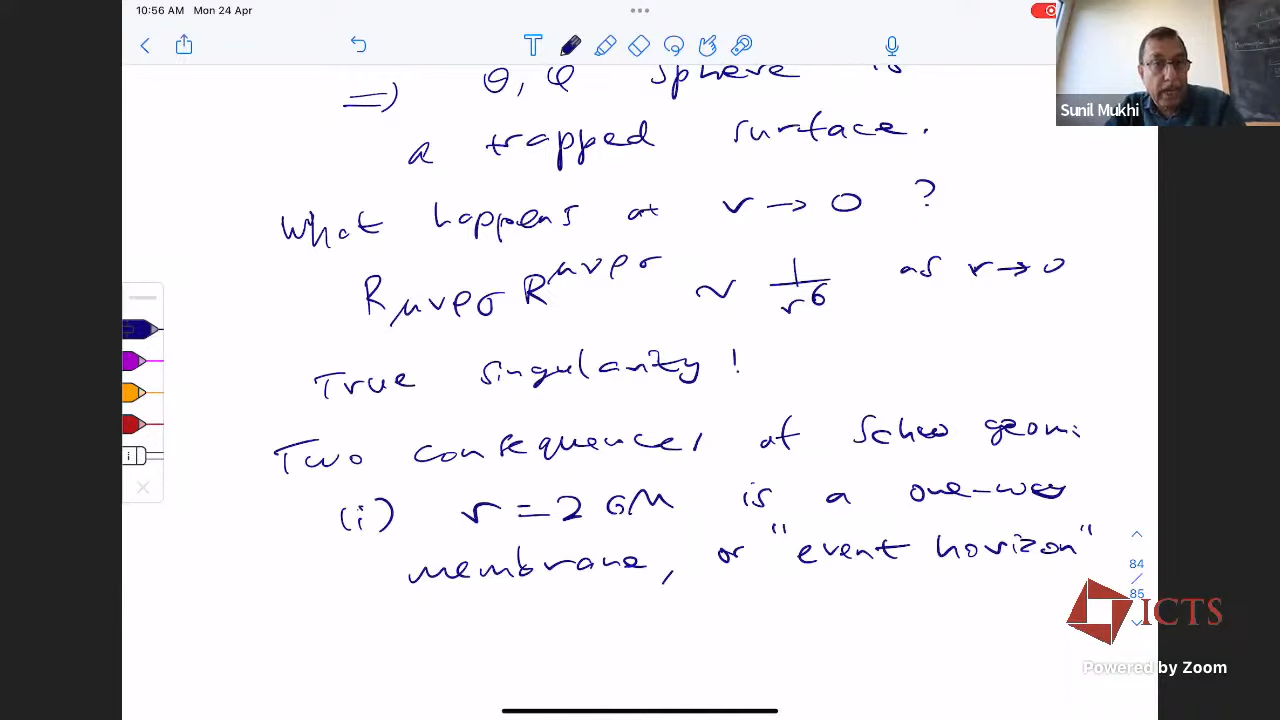 10:56 AM Mon 24 Apr
Sunil Mukhi
=) θ, φ sphere is
a trapped surface.
What happens at r → 0 ?
RμνρσR^μνρσ ~ 1/r^6 as r → 0
True singularity !
Two consequences of Schw geom:
(i) r = 2GM is a one-way
membrane, or "event horizon"
84
/
85
ICTS
Powered by Zoom